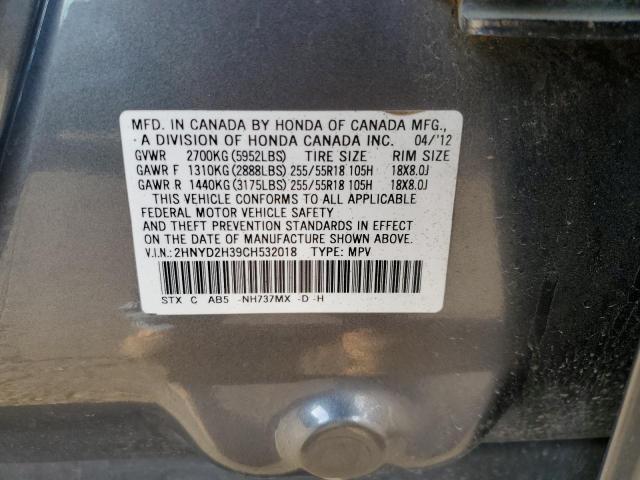 MFD. IN CANADA BY HONDA OF CANADA MFG.,
A DIVISION OF HONDA CANADA INC. 04/'12
GVWR 2700KG (5952LBS) TIRE SIZE RIM SIZE
GAWR F 1310KG (2888LBS) 255/55R18 105H 18X8.0J
GAWR R 1440KG (3175LBS) 255/55R18 105H 18X8.0J
THIS VEHICLE CONFORMS TO ALL APPLICABLE
FEDERAL MOTOR VEHICLE SAFETY
AND THEFT PREVENTION STANDARDS IN EFFECT
ON THE DATE OF MANUFACTURE SHOWN ABOVE.
V.I.N.: 2HNYD2H39CH532018 TYPE: MPV
STX C AB5 -NH737MX -D -H